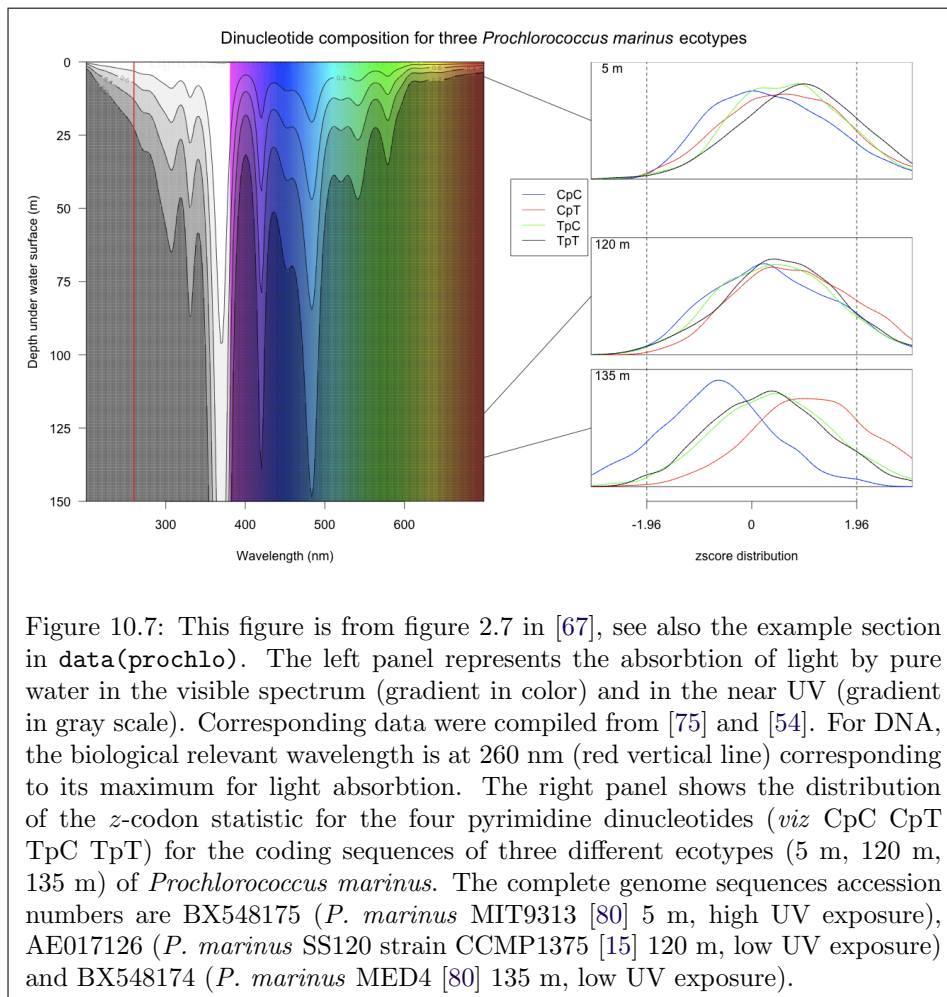 Dinucleotide composition for three Prochlorococcus marinus ecotypes
0
25
50
75
100
125
150
Depth under water surface (m)
300
400
500
600
Wavelength (nm)
0.8
5 m
CpC
CpT
TpC
TpT
120 m
135 m
-1.96
0
1.96
zscore distribution
Figure 10.7: This figure is from figure 2.7 in [67], see also the example section
in data(prochlo). The left panel represents the absorbtion of light by pure
water in the visible spectrum (gradient in color) and in the near UV (gradient
in gray scale). Corresponding data were compiled from [75] and [54]. For DNA,
the biological relevant wavelength is at 260 nm (red vertical line) corresponding
to its maximum for light absorbtion. The right panel shows the distribution
of the z-codon statistic for the four pyrimidine dinucleotides (viz CpC CpT
TpC TpT) for the coding sequences of three different ecotypes (5 m, 120 m,
135 m) of Prochlorococcus marinus. The complete genome sequences accession
numbers are BX548175 (P. marinus MIT9313 [80] 5 m, high UV exposure),
AE017126 (P. marinus SS120 strain CCMP1375 [15] 120 m, low UV exposure)
and BX548174 (P. marinus MED4 [80] 135 m, low UV exposure).